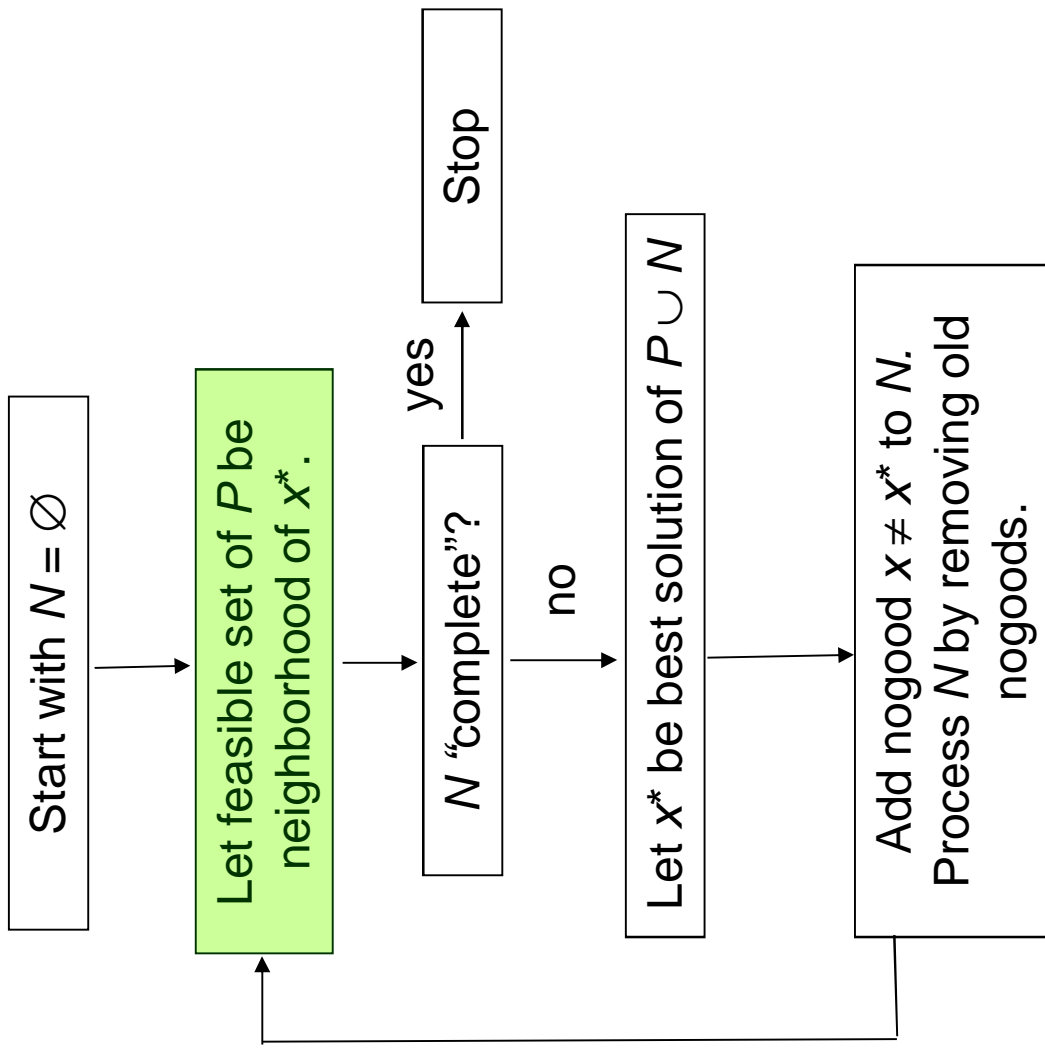 Start with N = ∅
Let feasible set of P be
neighborhood of x*.
N “complete”?
yes
Stop
no
Let x* be best solution of P ∪ N
Add nogood x ≠ x* to N.
Process N by removing old
nogoods.